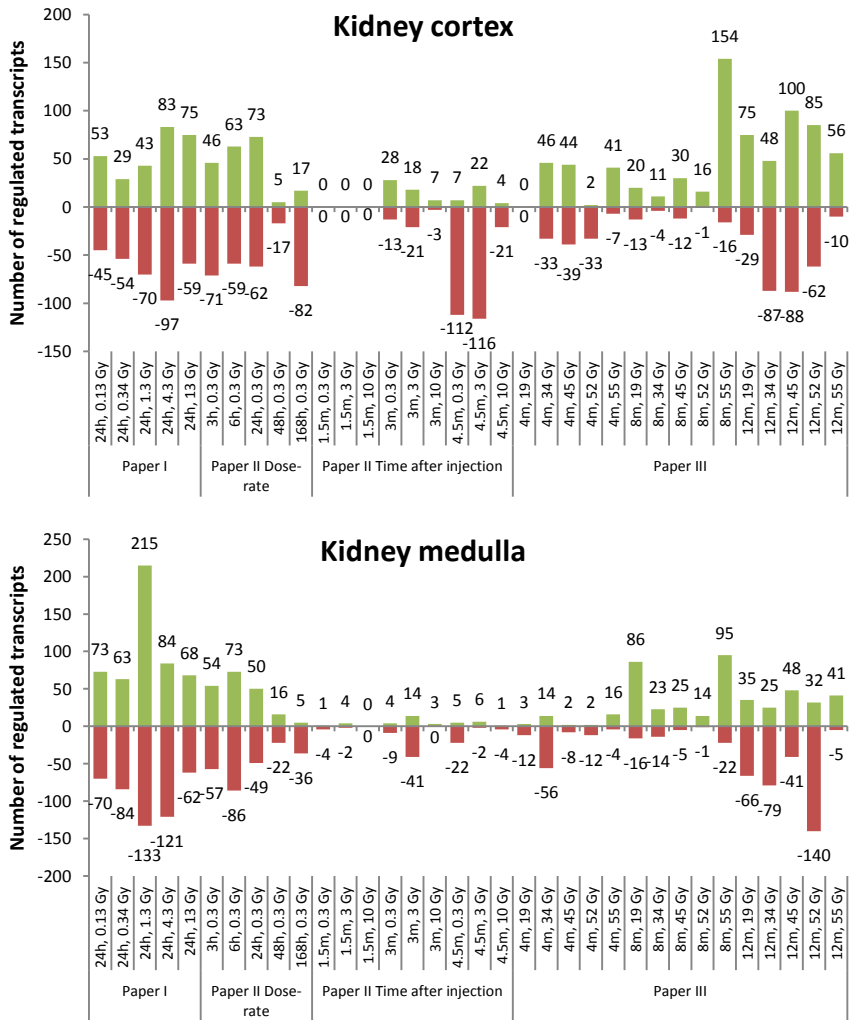 Kidney cortex
Number of regulated transcripts
200
150
100
50
0
-50
-100
-150
53 29 43 83 75 46 63 73 5 17 0 0 0 28 18 7 7 22 4 0 46 44 2 41 20 11 30 16 154 75 48 100 85 56
-45 -54 -70 -97 -59 -71 -59 -62 -17 -82 0 0 0 -13 -21 -3 -112 -116 -21 0 -33 -39 -33 -7 -13 -4 -12 -1 -16 -29 -87 -88 -62 -10
24h, 0.13 Gy
24h, 0.34 Gy
24h, 1.3 Gy
24h, 4.3 Gy
24h, 13 Gy
3h, 0.3 Gy
6h, 0.3 Gy
24h, 0.3 Gy
48h, 0.3 Gy
168h, 0.3 Gy
1.5m, 0.3 Gy
1.5m, 3 Gy
1.5m, 10 Gy
3m, 0.3 Gy
3m, 3 Gy
3m, 10 Gy
4.5m, 0.3 Gy
4.5m, 3 Gy
4.5m, 10 Gy
4m, 19 Gy
4m, 34 Gy
4m, 45 Gy
4m, 52 Gy
4m, 55 Gy
8m, 19 Gy
8m, 34 Gy
8m, 45 Gy
8m, 52 Gy
8m, 55 Gy
12m, 19 Gy
12m, 34 Gy
12m, 45 Gy
12m, 52 Gy
12m, 55 Gy
Paper I
Paper II Dose-
rate
Paper II Time after injection
Paper III
Kidney medulla
Number of regulated transcripts
250
200
150
100
50
0
-50
-100
-150
-200
73 63 215 84 68 54 73 50 16 5 1 4 0 4 14 3 5 6 1 3 14 2 2 16 86 23 25 14 95 35 25 48 32 41
-70 -84 -133 -121 -62 -57 -86 -49 -22 -36 -4 -2 0 -9 -41 0 -22 -2 -4 -12 -56 -8 -12 -4 -16 -14 -5 -1 -22 -66 -79 -41 -140 -5
24h, 0.13 Gy
24h, 0.34 Gy
24h, 1.3 Gy
24h, 4.3 Gy
24h, 13 Gy
3h, 0.3 Gy
6h, 0.3 Gy
24h, 0.3 Gy
48h, 0.3 Gy
168h, 0.3 Gy
1.5m, 0.3 Gy
1.5m, 3 Gy
1.5m, 10 Gy
3m, 0.3 Gy
3m, 3 Gy
3m, 10 Gy
4.5m, 0.3 Gy
4.5m, 3 Gy
4.5m, 10 Gy
4m, 19 Gy
4m, 34 Gy
4m, 45 Gy
4m, 52 Gy
4m, 55 Gy
8m, 19 Gy
8m, 34 Gy
8m, 45 Gy
8m, 52 Gy
8m, 55 Gy
12m, 19 Gy
12m, 34 Gy
12m, 45 Gy
12m, 52 Gy
12m, 55 Gy
Paper I
Paper II Dose-
rate
Paper II Time after injection
Paper III